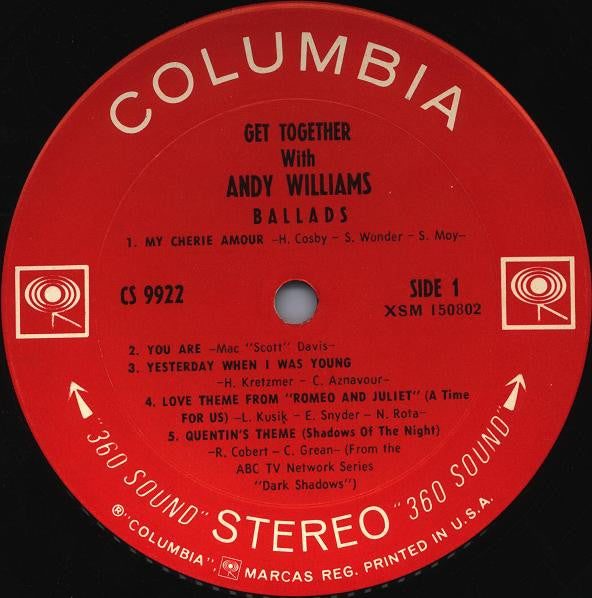 COLUMBIA
GET TOGETHER
With
ANDY WILLIAMS
BALLADS
1. MY CHERIE AMOUR –H. Cosby – S. Wonder – S. Moy–
CS 9922
SIDE 1
XSM 150802
2. YOU ARE –Mac "Scott" Davis–
3. YESTERDAY WHEN I WAS YOUNG
–H. Kretzmer – C. Aznavour–
4. LOVE THEME FROM "ROMEO AND JULIET" (A Time
FOR US) –L. Kusik – E. Snyder – N. Rota–
5. QUENTIN'S THEME (Shadows Of The Night)
–R. Cobert – C. Grean– (From the
ABC TV Network Series
"Dark Shadows")
"360 SOUND" STEREO "360 SOUND"
®"COLUMBIA", MARCAS REG. PRINTED IN U.S.A.